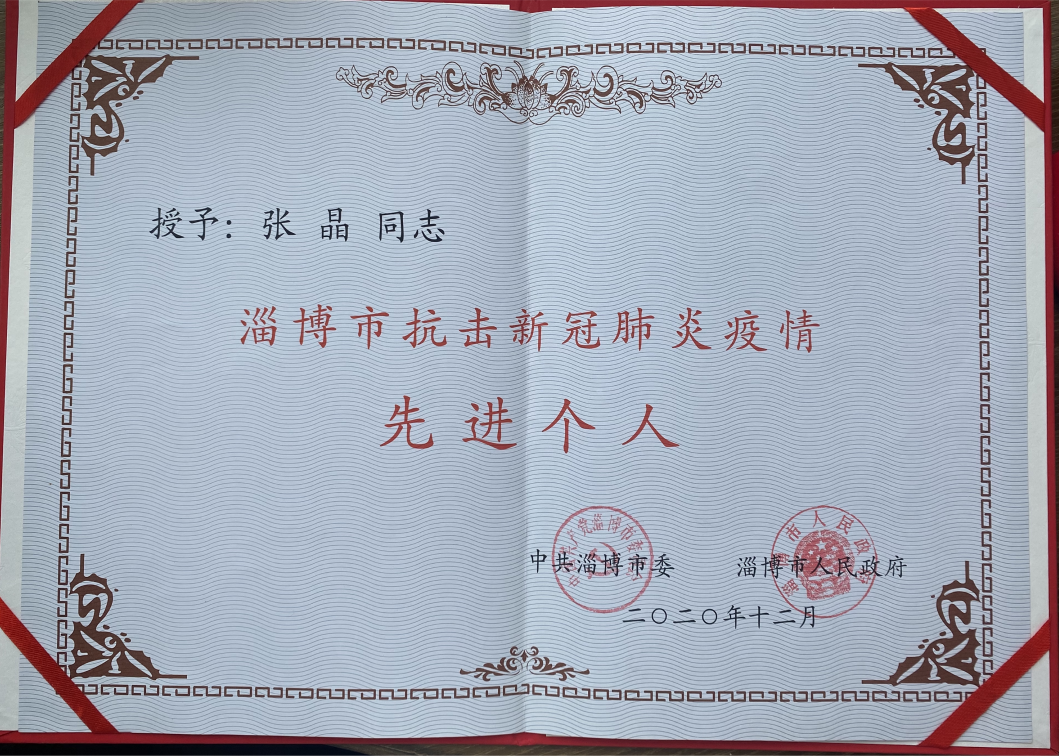 授予：张 晶 同志
淄博市抗击新冠肺炎疫情
先进个人
中共淄博市委 淄博市人民政府
二〇二〇年十二月